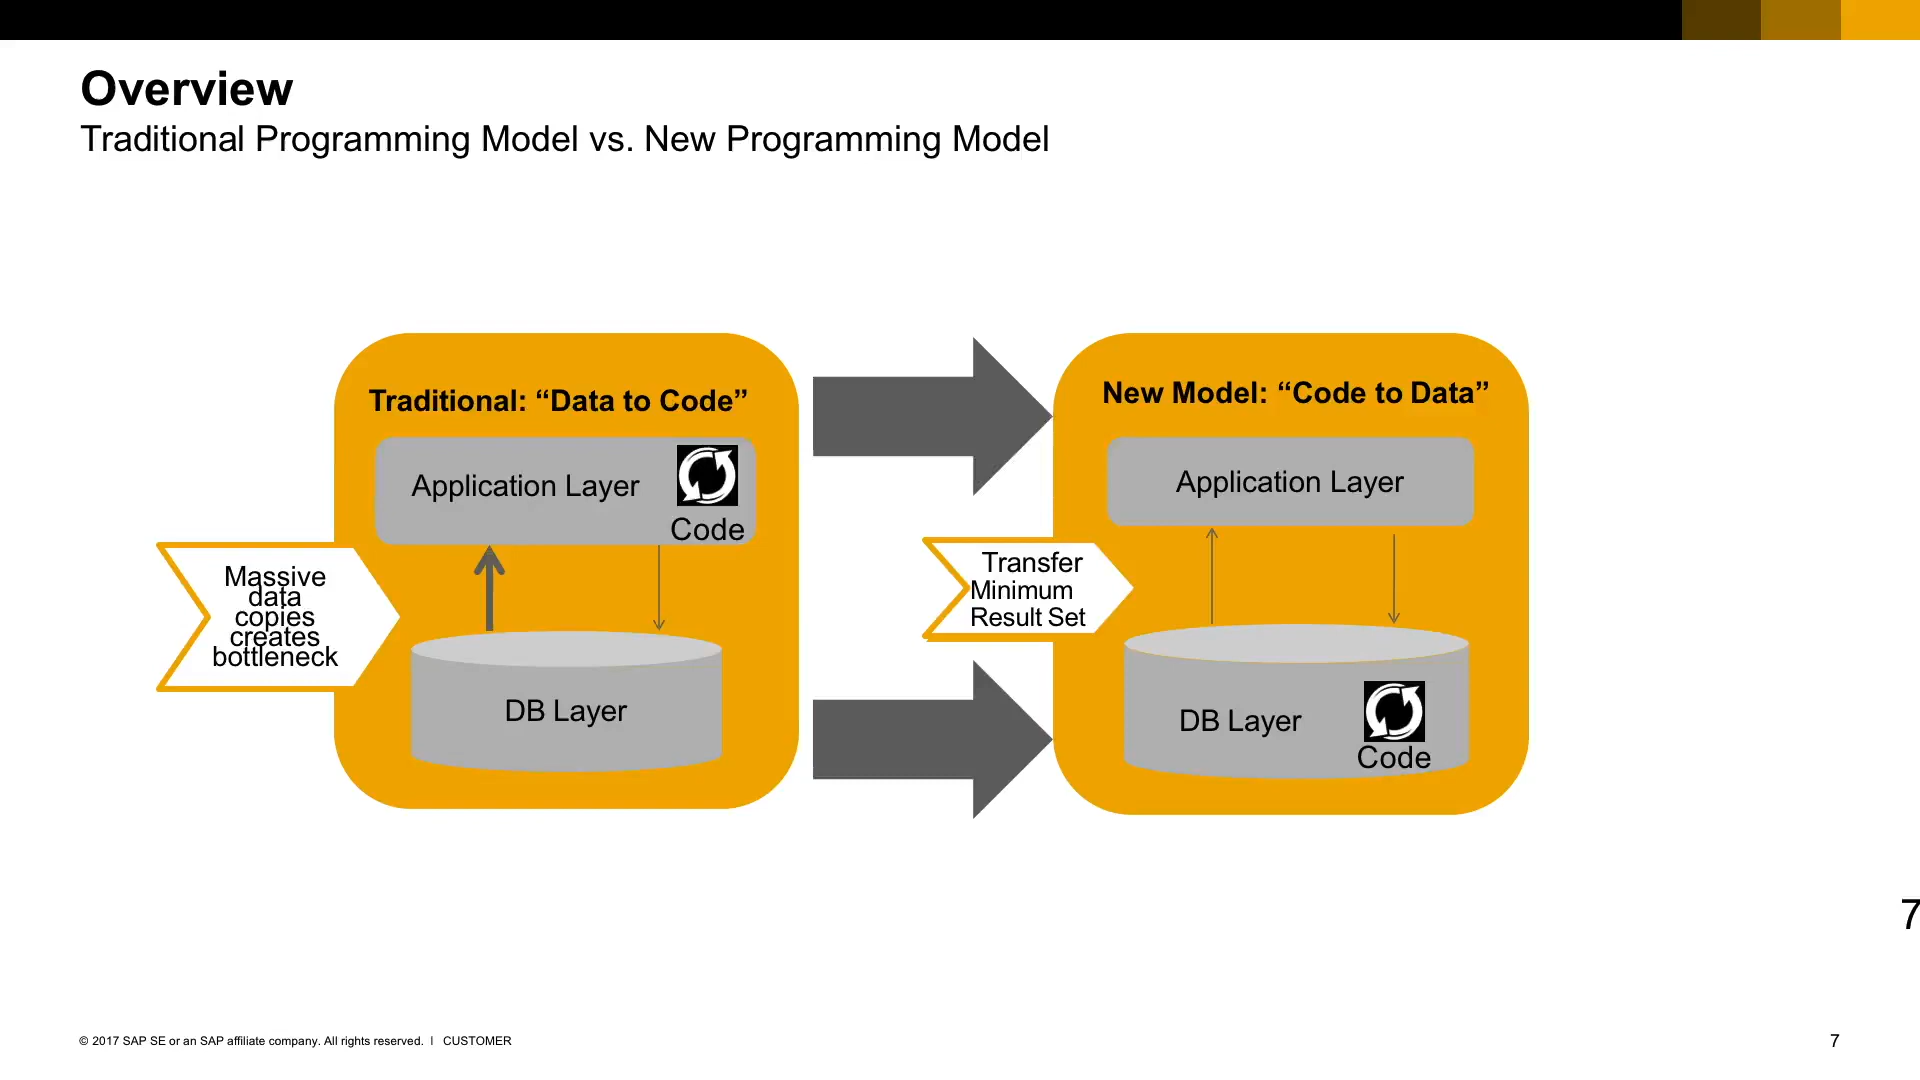 Overview
Traditional Programming Model vs. New Programming Model
Traditional: “Data to Code”
Application Layer
Code
Massive
data
copies
creates
bottleneck
DB Layer
New Model: “Code to Data”
Application Layer
Transfer
Minimum
Result Set
DB Layer
Code
7
© 2017 SAP SE or an SAP affiliate company. All rights reserved. | CUSTOMER
7